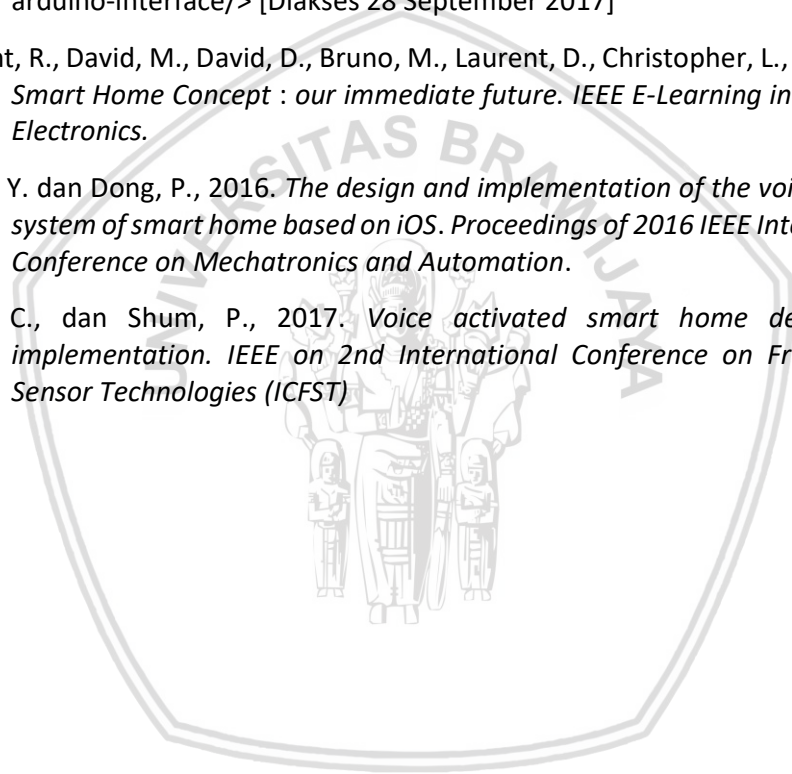 arduino-interface/> [Diakses 28 September 2017]
nt, R., David, M., David, D., Bruno, M., Laurent, D., Christopher, L.,
Smart Home Concept : our immediate future. IEEE E-Learning in
Electronics.
Y. dan Dong, P., 2016. The design and implementation of the voi
system of smart home based on iOS. Proceedings of 2016 IEEE Inte
Conference on Mechatronics and Automation.
C., dan Shum, P., 2017. Voice activated smart home de
implementation. IEEE on 2nd International Conference on Fr
Sensor Technologies (ICFST)
UNIVERSITAS BRAWIJAYA